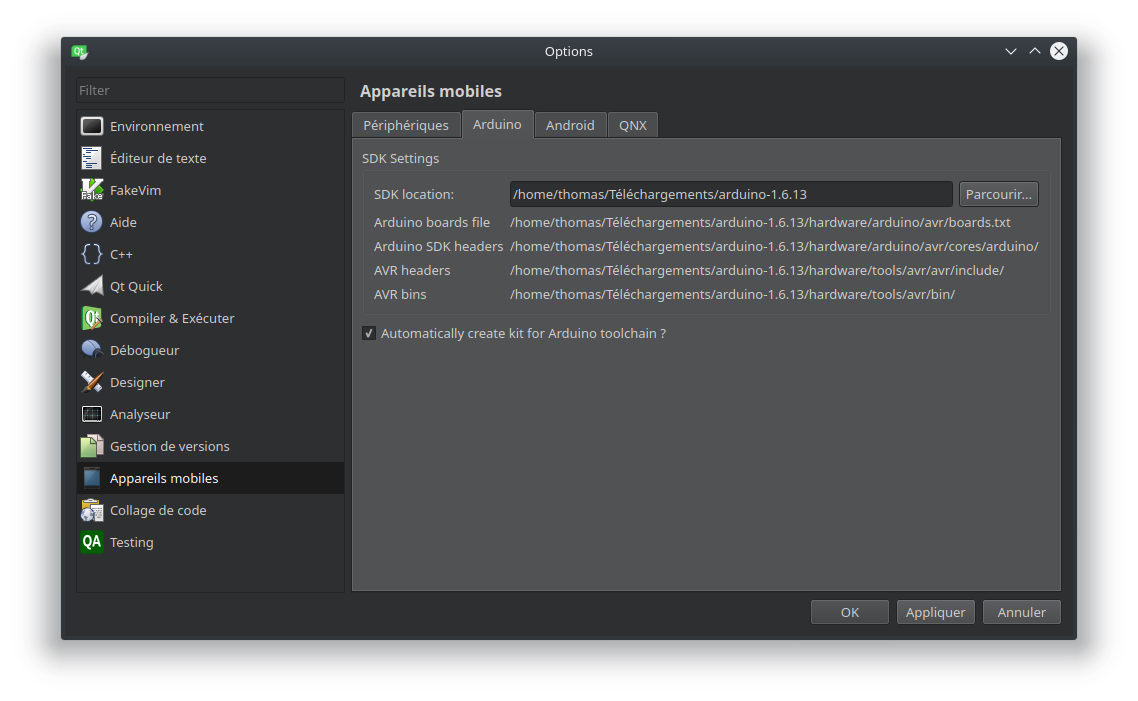 Options
Filter
Environnement
Éditeur de texte
FakeVim
Aide
C++
Qt Quick
Compiler & Exécuter
Débogueur
Designer
Analyseur
Gestion de versions
Appareils mobiles
Collage de code
QA Testing
Appareils mobiles
Périphériques Arduino Android QNX
SDK Settings
SDK location: /home/thomas/Téléchargements/arduino-1.6.13 Parcourir...
Arduino boards file /home/thomas/Téléchargements/arduino-1.6.13/hardware/arduino/avr/boards.txt
Arduino SDK headers /home/thomas/Téléchargements/arduino-1.6.13/hardware/arduino/avr/cores/arduino/
AVR headers /home/thomas/Téléchargements/arduino-1.6.13/hardware/tools/avr/avr/include/
AVR bins /home/thomas/Téléchargements/arduino-1.6.13/hardware/tools/avr/bin/
Automatically create kit for Arduino toolchain ?
OK Appliquer Annuler